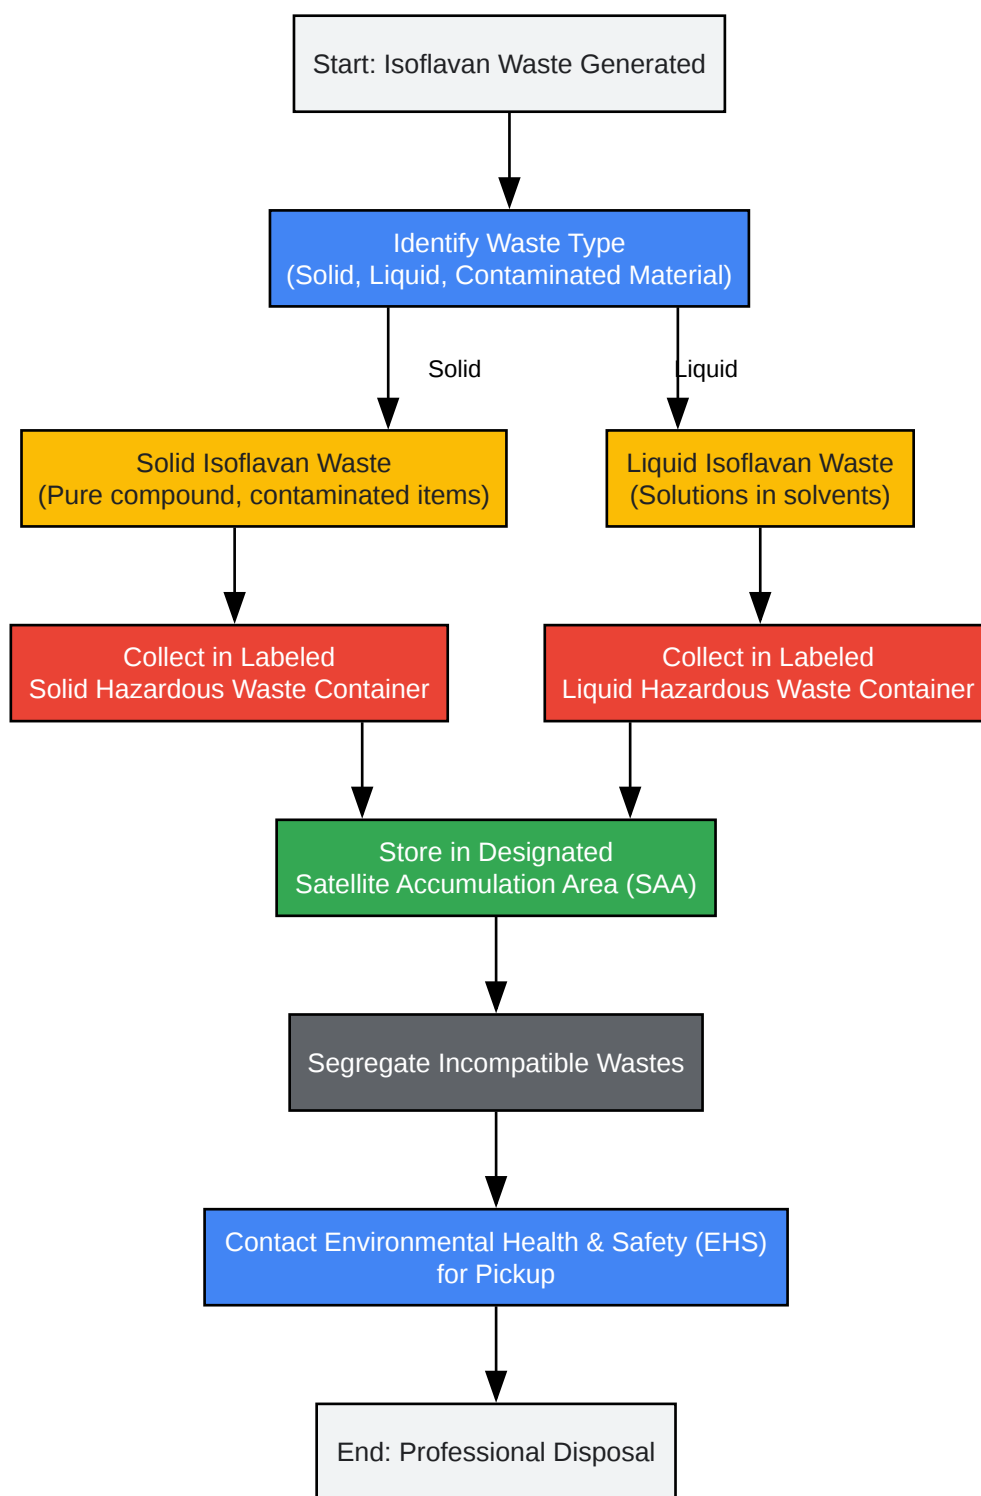 Start: Isoflavan Waste Generated
Identify Waste Type
(Solid, Liquid, Contaminated Material)
Solid
Liquid
Solid Isoflavan Waste
(Pure compound, contaminated items)
Liquid Isoflavan Waste
(Solutions in solvents)
Collect in Labeled
Solid Hazardous Waste Container
Collect in Labeled
Liquid Hazardous Waste Container
Store in Designated
Satellite Accumulation Area (SAA)
Segregate Incompatible Wastes
Contact Environmental Health & Safety (EHS)
for Pickup
End: Professional Disposal